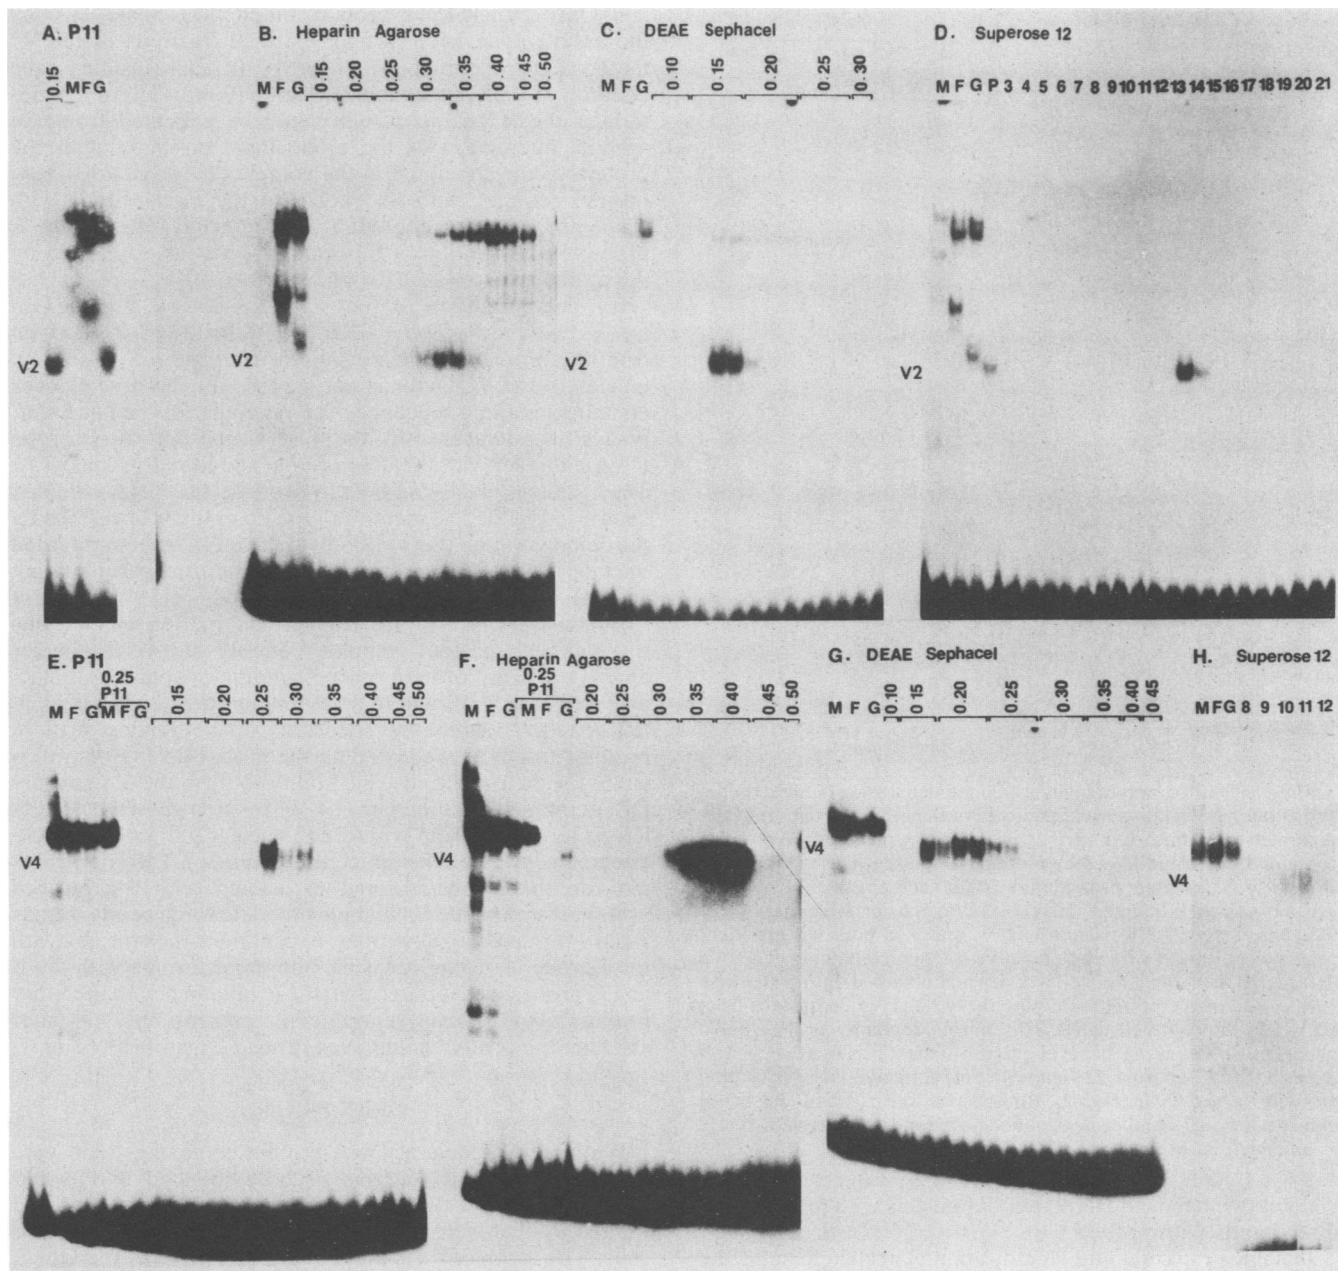 A. P11
0.15
M F G
V2
B. Heparin Agarose
M F G 0.15 0.20 0.25 0.30 0.35 0.40 0.45 0.50
V2
C. DEAE Sephacel
M F G 0.10 0.15 0.20 0.25 0.30
V2
D. Superose 12
M F G P 3 4 5 6 7 8 9 10 11 12 13 14 15 16 17 18 19 20 21
V2
E. P11
0.25
P11
M F G M F G 0.15 0.20 0.25 0.30 0.35 0.40 0.45 0.50
V4
F. Heparin Agarose
0.25
P11
M F G M F G 0.20 0.25 0.30 0.35 0.40 0.45 0.50
V4
G. DEAE Sephacel
M F G 0.10 0.15 0.20 0.25 0.30 0.35 0.40 0.45
V4
H. Superose 12
M F G 8 9 10 11 12
V4